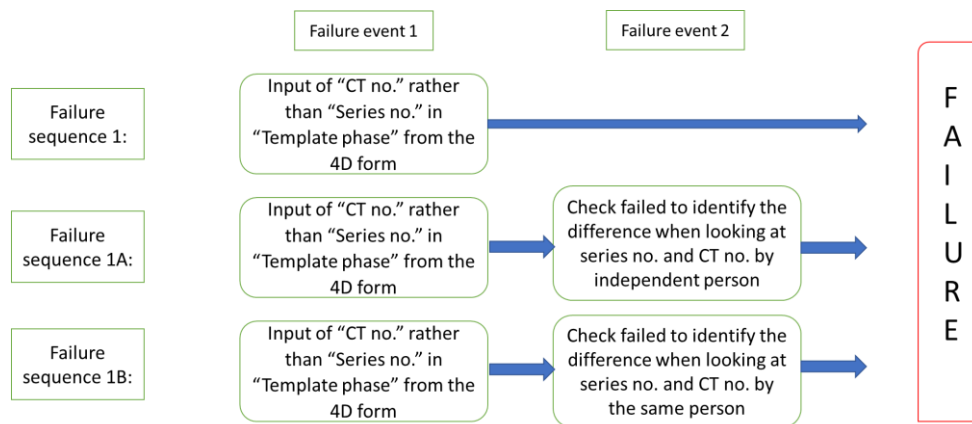 Failure event 1
Failure event 2
Failure
sequence 1:
Input of “CT no.” rather
than “Series no.” in
“Template phase” from the
4D form
Failure
sequence 1A:
Input of “CT no.” rather
than “Series no.” in
“Template phase” from the
4D form
Check failed to identify the
difference when looking at
series no. and CT no. by
independent person
Failure
sequence 1B:
Input of “CT no.” rather
than “Series no.” in
“Template phase” from the
4D form
Check failed to identify the
difference when looking at
series no. and CT no. by
the same person
F
A
I
L
U
R
E